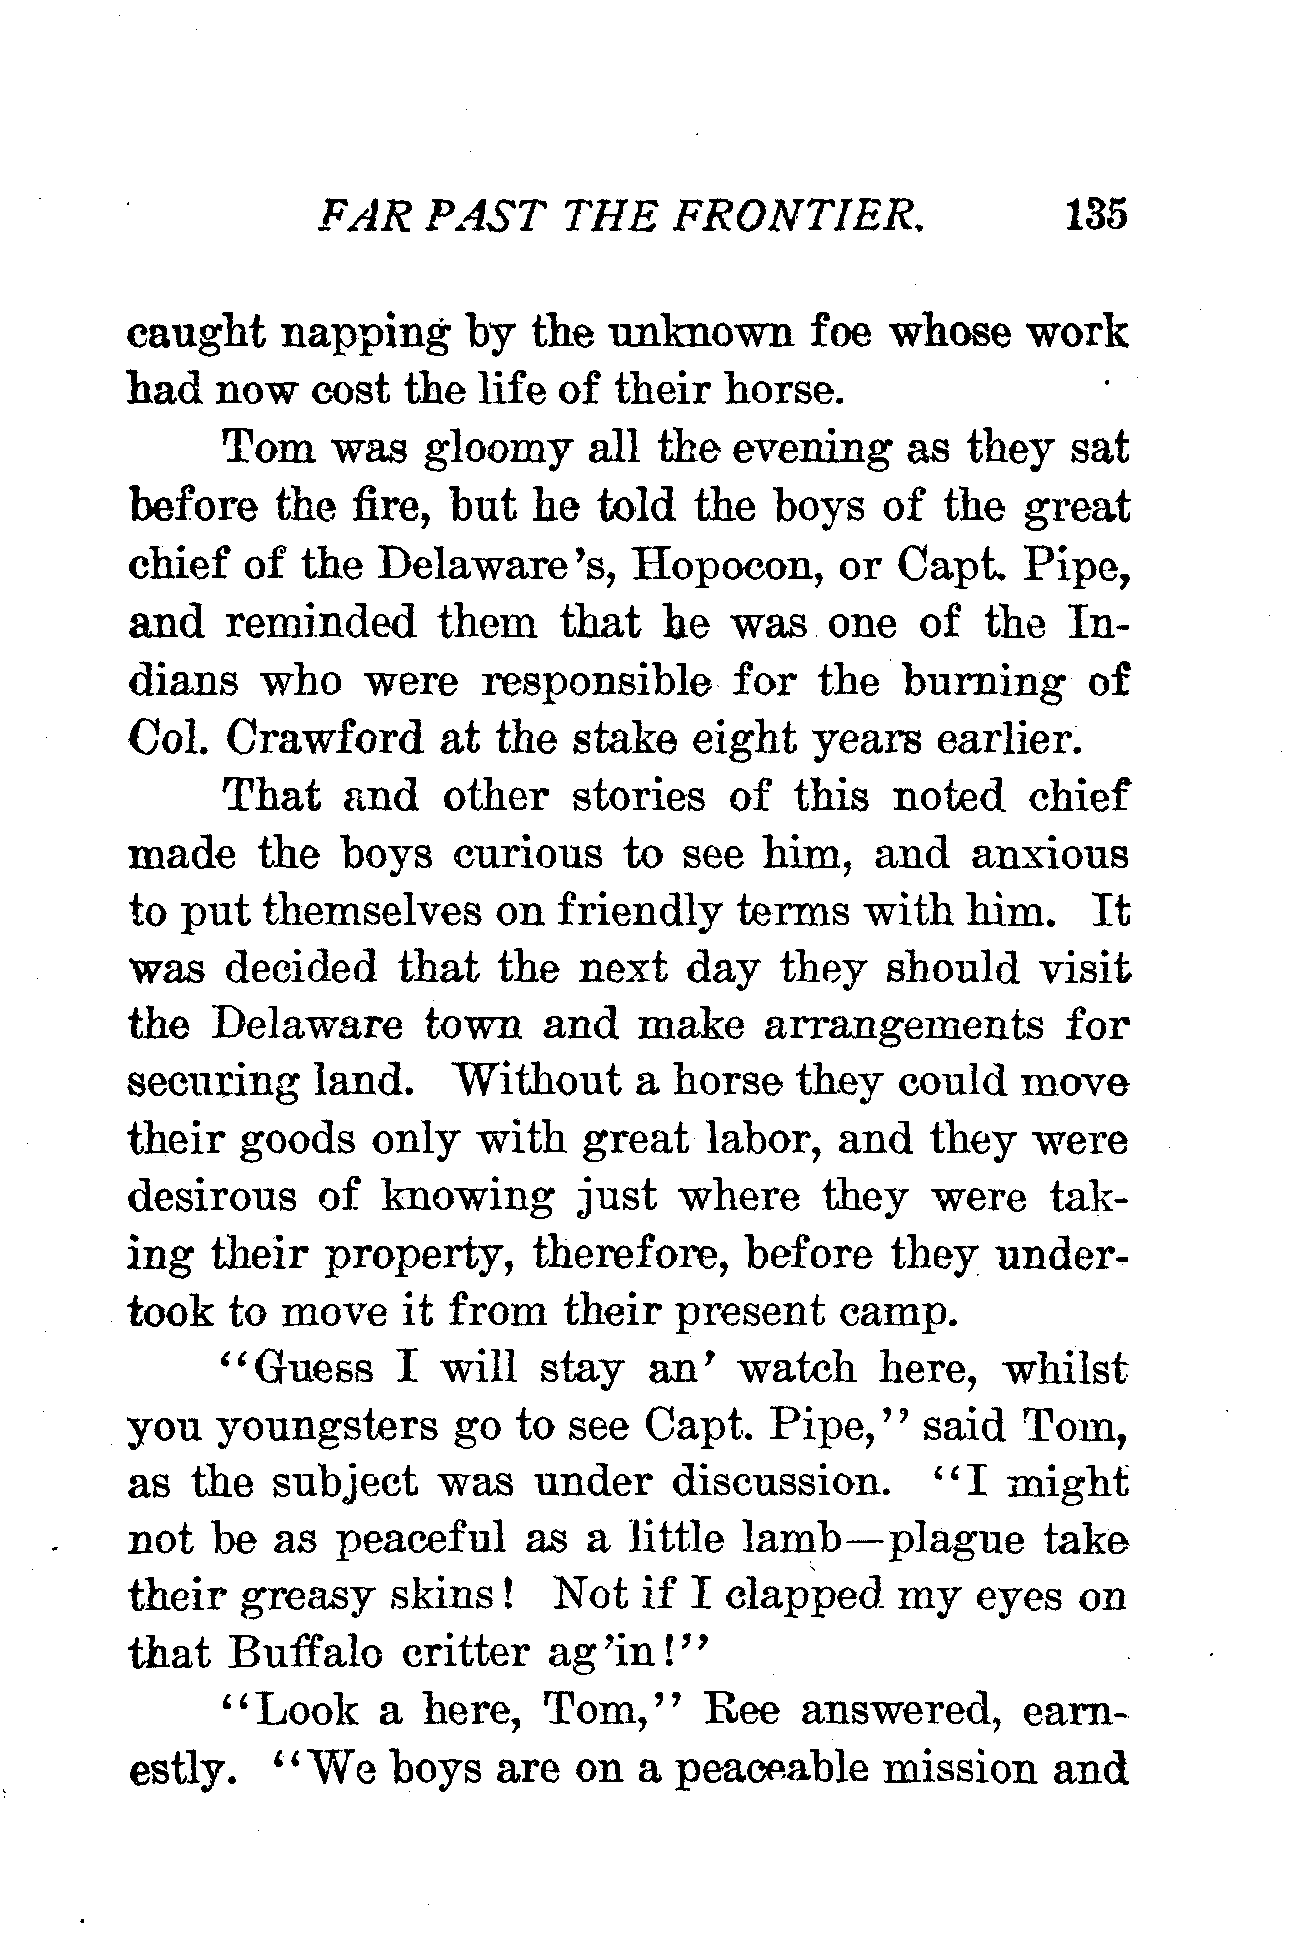 FAR PAST THE FRONTIER. 135
caught napping by the unknown foe whose work
had now cost the life of their horse.
Tom was gloomy all the evening as they sat
before the fire, but he told the boys of the great
chief of the Delaware's, Hopocon, or Capt. Pipe,
and reminded them that he was one of the In-
dians who were responsible for the burning of
Col. Crawford at the stake eight years earlier.
That and other stories of this noted chief
made the boys curious to see him, and anxious
to put themselves on friendly terms with him. It
was decided that the next day they should visit
the Delaware town and make arrangements for
securing land. Without a horse they could move
their goods only with great labor, and they were
desirous of knowing just where they were tak-
ing their property, therefore, before they under-
took to move it from their present camp.
"Guess I will stay an' watch here, whilst
you youngsters go to see Capt. Pipe," said Tom,
as the subject was under discussion. "I might
not be as peaceful as a little lamb—plague take
their greasy skins! Not if I clapped my eyes on
that Buffalo critter ag'in!"
"Look a here, Tom," Ree answered, earn-
estly. "We boys are on a peaceable mission and